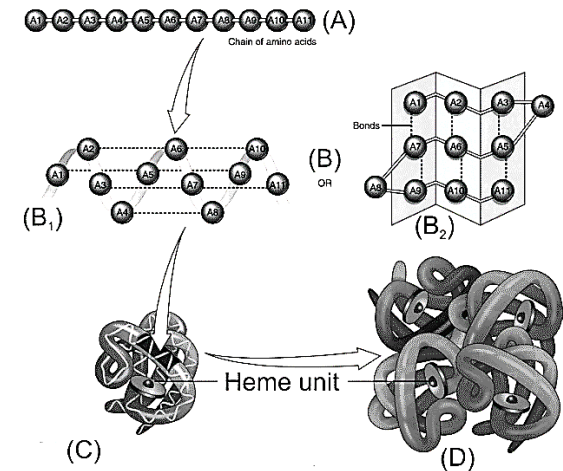 A1 A2 A3 A4 A5 A6 A7 A8 A9 A10 A11 (A)
Chain of amino acids
A2 A6 A10
A1 A5 A9
A3 A7 A11
A4 A8
(B₁)
(B)
OR
A1 A2 A3 A4
Bonds
A7 A6 A5
A8 A9 A10 A11
(B₂)
Heme unit
(C)
(D)